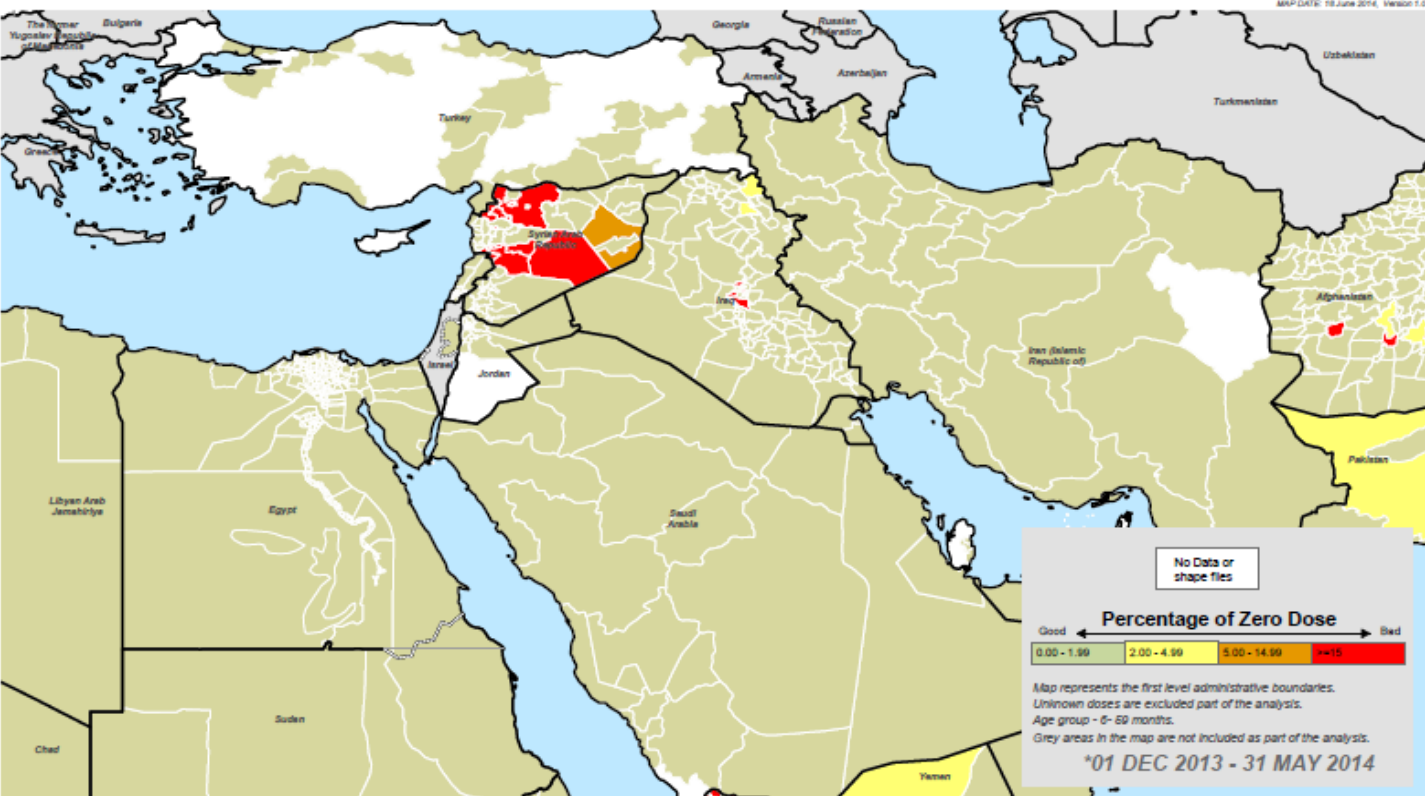 MAP DATE: 18 June 2014, Version 1.0
The former
Yugoslav Republic
of Macedonia
Bulgaria
Georgia
Russian
Federation
Uzbekistan
Armenia
Azerbaijan
Turkmenistan
Turkey
Greece
Syrian Arab
Republic
Iraq
Afghanistan
Iran (Islamic
Republic of)
Israel
Jordan
Pakistan
Libyan Arab
Jamahiriya
Egypt
Saudi
Arabia
Sudan
Chad
Yemen
No Data or
shape files
Percentage of Zero Dose
Good
Bad
0.00 - 1.99
2.00 - 4.99
5.00 - 14.99
>=15
Map represents the first level administrative boundaries.
Unknown doses are excluded part of the analysis.
Age group - 6- 59 months.
Grey areas in the map are not included as part of the analysis.
*01 DEC 2013 - 31 MAY 2014